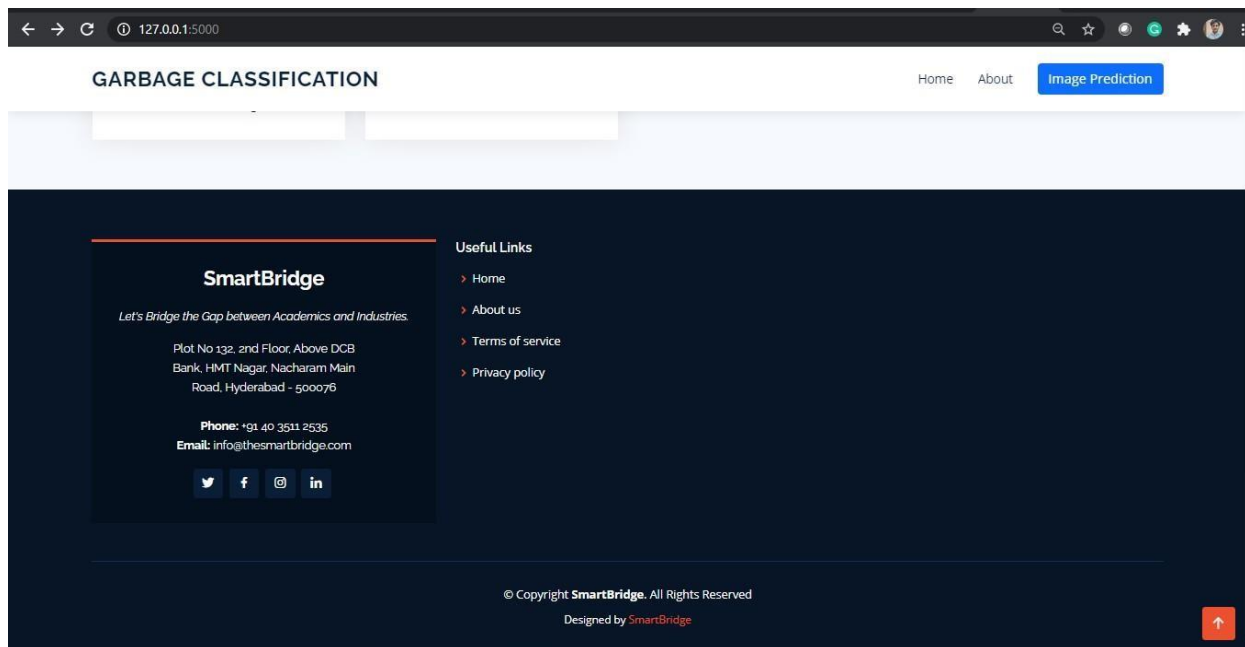 127.0.0.1:5000
GARBAGE CLASSIFICATION
Home About Image Prediction
SmartBridge
Let's Bridge the Gap between Academics and Industries.
Plot No 132, 2nd Floor, Above DCB
Bank, HMT Nagar, Nacharam Main
Road, Hyderabad - 500076
Phone: +91 40 3511 2535
Email: info@thesmartbridge.com
Useful Links
Home
About us
Terms of service
Privacy policy
© Copyright SmartBridge. All Rights Reserved
Designed by SmartBridge